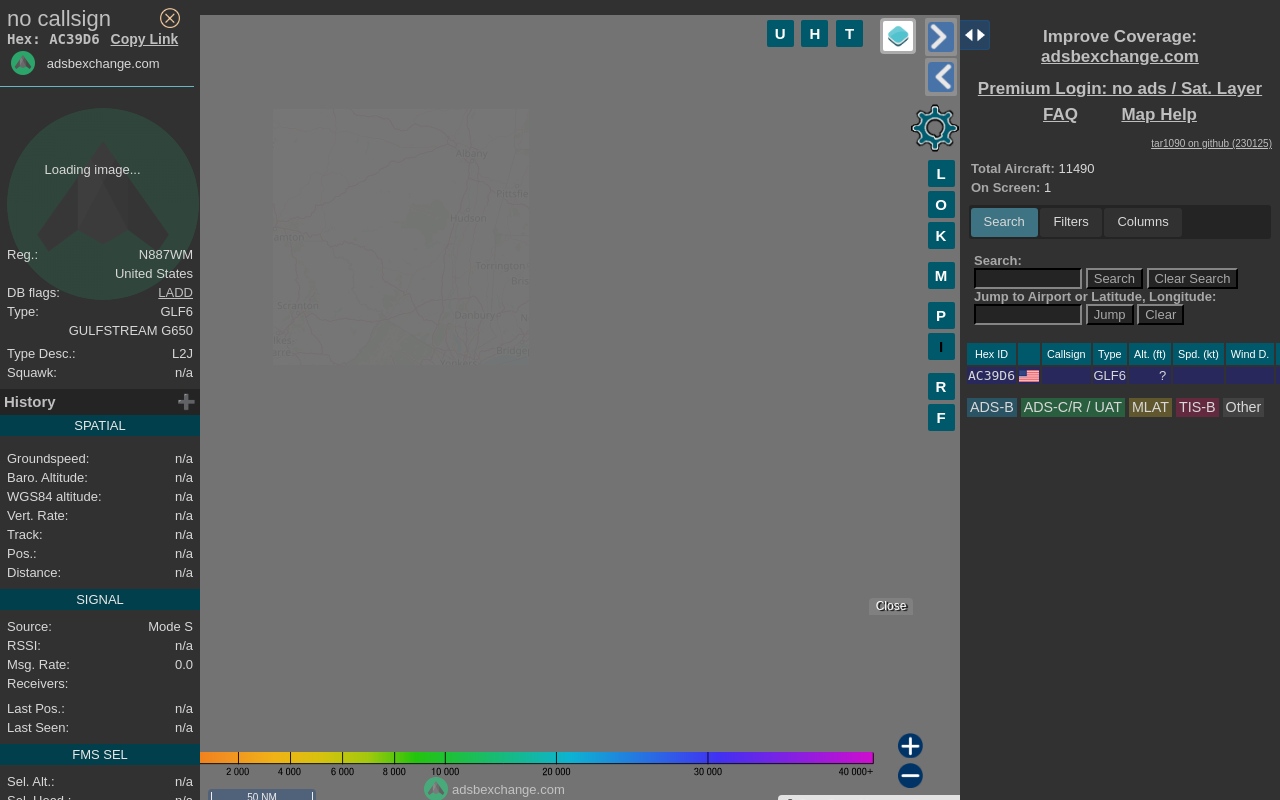 no callsign
Hex: AC39D6 Copy Link
adsbexchange.com
Loading image...
Reg.: N887WM
United States
DB flags: LADD
Type: GLF6
GULFSTREAM G650
Type Desc.: L2J
Squawk: n/a
History
SPATIAL
Groundspeed: n/a
Baro. Altitude: n/a
WGS84 altitude: n/a
Vert. Rate: n/a
Track: n/a
Pos.: n/a
Distance: n/a
SIGNAL
Source: Mode S
RSSI: n/a
Msg. Rate: 0.0
Receivers:
Last Pos.: n/a
Last Seen: n/a
FMS SEL
Sel. Alt.: n/a
Sel. Head.: n/a
U H T
Albany
Hudson
Torrington
Scranton
Danbury
L
O
K
M
P
I
R
F
Close
2 000 4 000 6 000 8 000 10 000 20 000 30 000 40 000+
adsbexchange.com
50 NM
Improve Coverage:
adsbexchange.com
Premium Login: no ads / Sat. Layer
FAQ Map Help
tar1090 on github (230125)
Total Aircraft: 11490
On Screen: 1
Search Filters Columns
Search:
Search Clear Search
Jump to Airport or Latitude, Longitude:
Jump Clear
Hex ID Callsign Type Alt. (ft) Spd. (kt) Wind D.
AC39D6 GLF6 ?
ADS-B ADS-C/R / UAT MLAT TIS-B Other